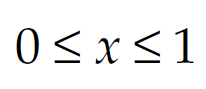 0 ≤ x ≤ 1